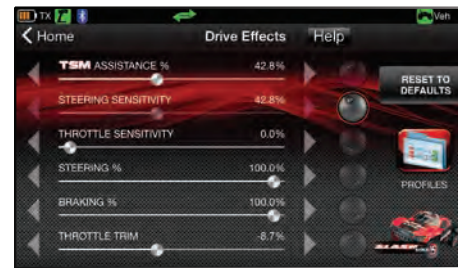 TX Veh
Home Drive Effects Help
TSM ASSISTANCE % 42.8%
RESET TO
DEFAULTS
STEERING SENSITIVITY 42.8%
THROTTLE SENSITIVITY 0.0%
STEERING % 100.0%
PROFILES
BRAKING % 100.0%
THROTTLE TRIM -8.7%
SLASH